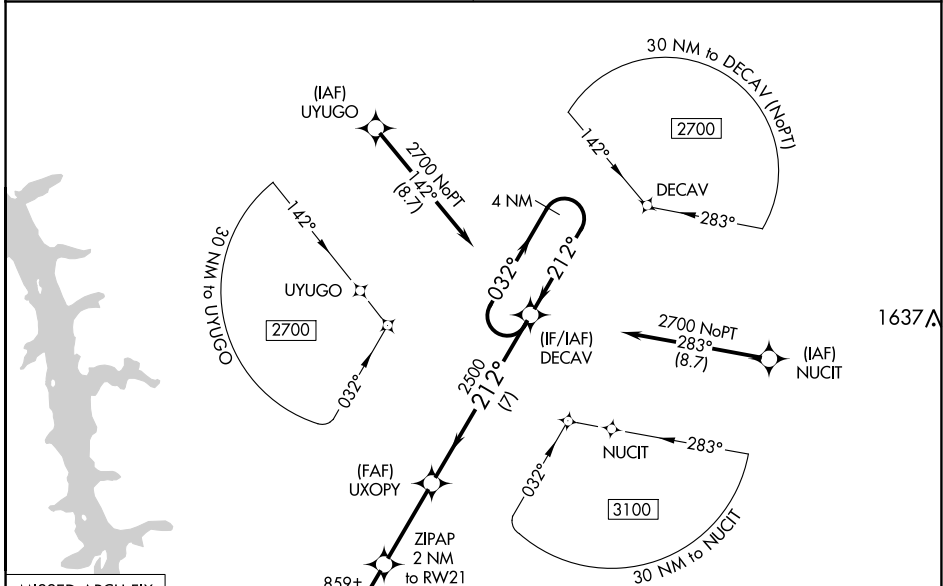 30 NM to DECAV (NoPT)
2700
142°
DECAV
283°
(IAF)
UYUGO
2700 NoPT
142°
(8.7)
4 NM
032°
212°
142°
30 NM to UYUGO
UYUGO
2700
032°
(IF/IAF)
DECAV
2700 NoPT
283°
(8.7)
(IAF)
NUCIT
1637
2500
212°
(7)
NUCIT
283°
032°
3100
30 NM to NUCIT
(FAF)
UXOPY
ZIPAP
2 NM
to RW21
859±